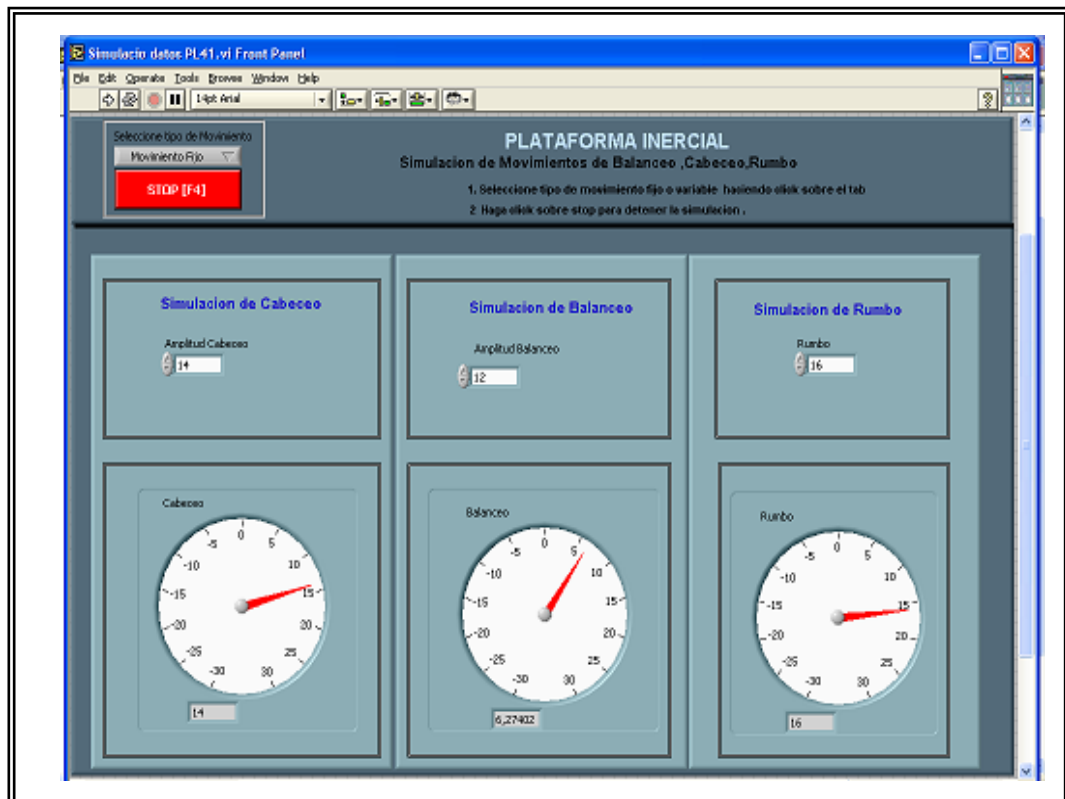 Simulacio datos PL41.vi Front Panel
File Edit Operate Tools Browse Window Help
14pt Arial
Seleccione tipo de Movimiento
Movimiento Fijo
STOP [F4]
PLATAFORMA INERCIAL
Simulacion de Movimientos de Balanceo ,Cabeceo,Rumbo
1. Seleccione tipo de movimiento fijo o variable haciendo click sobre el tab
2 Haga click sobre stop para detener la simulacion .
Simulacion de Cabeceo
Amplitud Cabeceo
14
Simulacion de Balanceo
Amplitud Balanceo
12
Simulacion de Rumbo
Rumbo
16
Cabeceo
-30 -25 -20 -15 -10 -5 0 5 10 15 20 25 30
14
Balanceo
-30 -25 -20 -15 -10 -5 0 5 10 15 20 25 30
6,27402
Rumbo
-30 -25 -20 -15 -10 -5 0 5 10 15 20 25 30
16